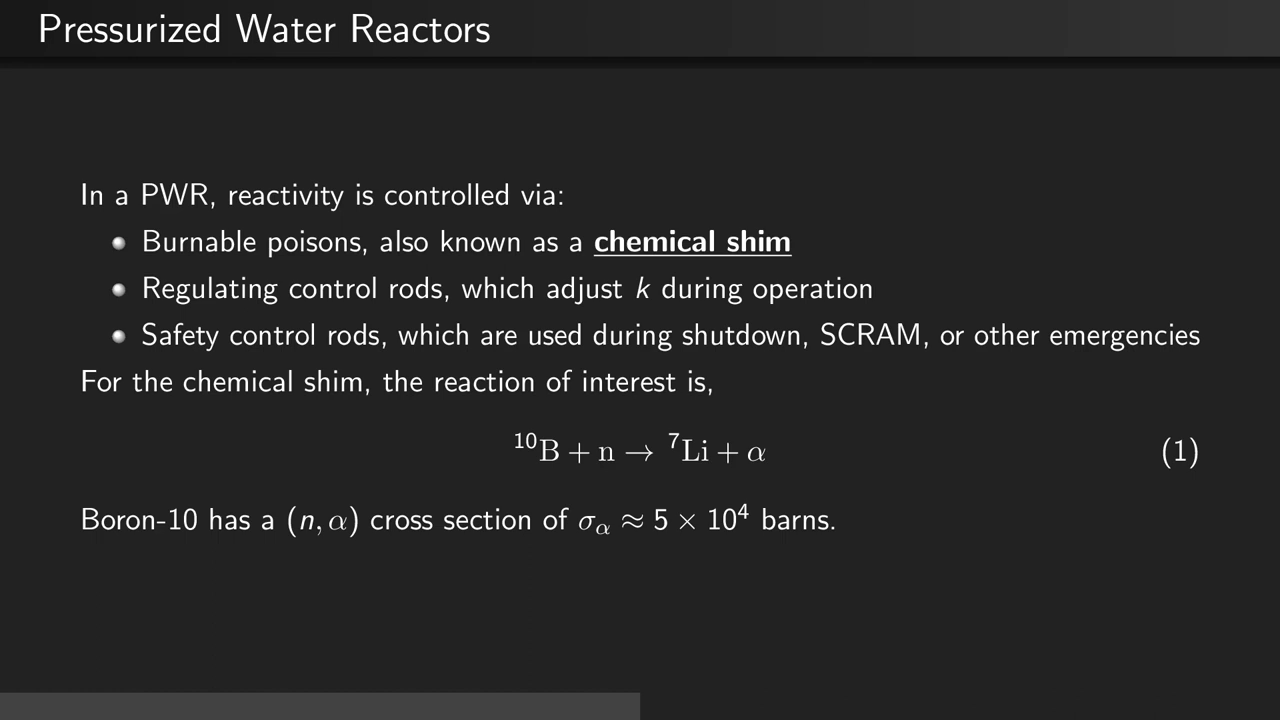 Pressurized Water Reactors
In a PWR, reactivity is controlled via:
Burnable poisons, also known as a chemical shim
Regulating control rods, which adjust k during operation
Safety control rods, which are used during shutdown, SCRAM, or other emergencies
For the chemical shim, the reaction of interest is,
¹⁰B + n → ⁷Li + α (1)
Boron-10 has a (n, α) cross section of σ_α ≈ 5 × 10⁴ barns.